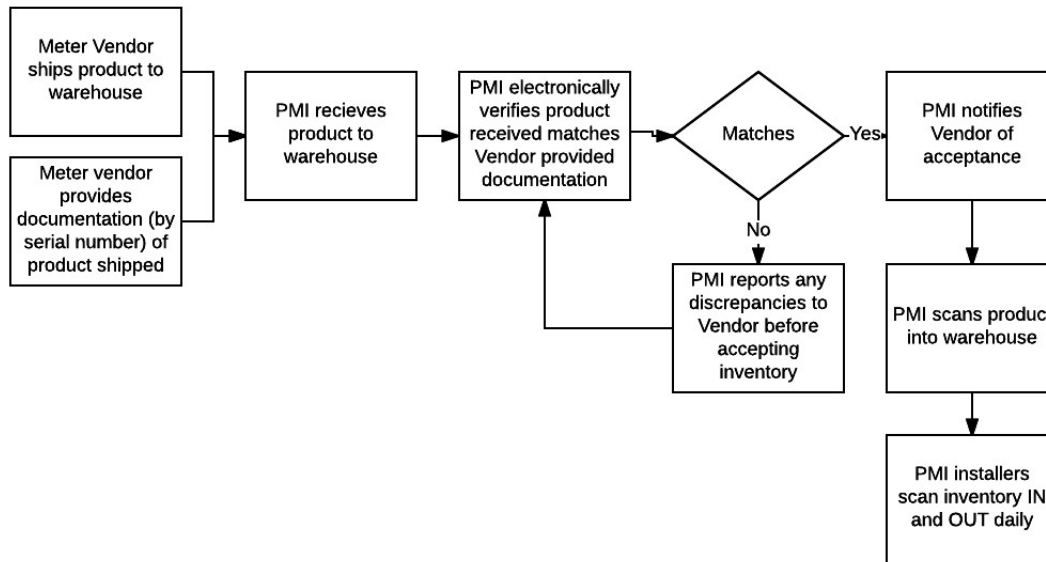 Meter Vendor
ships product to
warehouse
Meter vendor
provides
documentation (by
serial number) of
product shipped
PMI recieves
product to
warehouse
PMI electronically
verifies product
received matches
Vendor provided
documentation
Matches
Yes
No
PMI reports any
discrepancies to
Vendor before
accepting
inventory
PMI notifies
Vendor of
acceptance
PMI scans product
into warehouse
PMI installers
scan inventory IN
and OUT daily